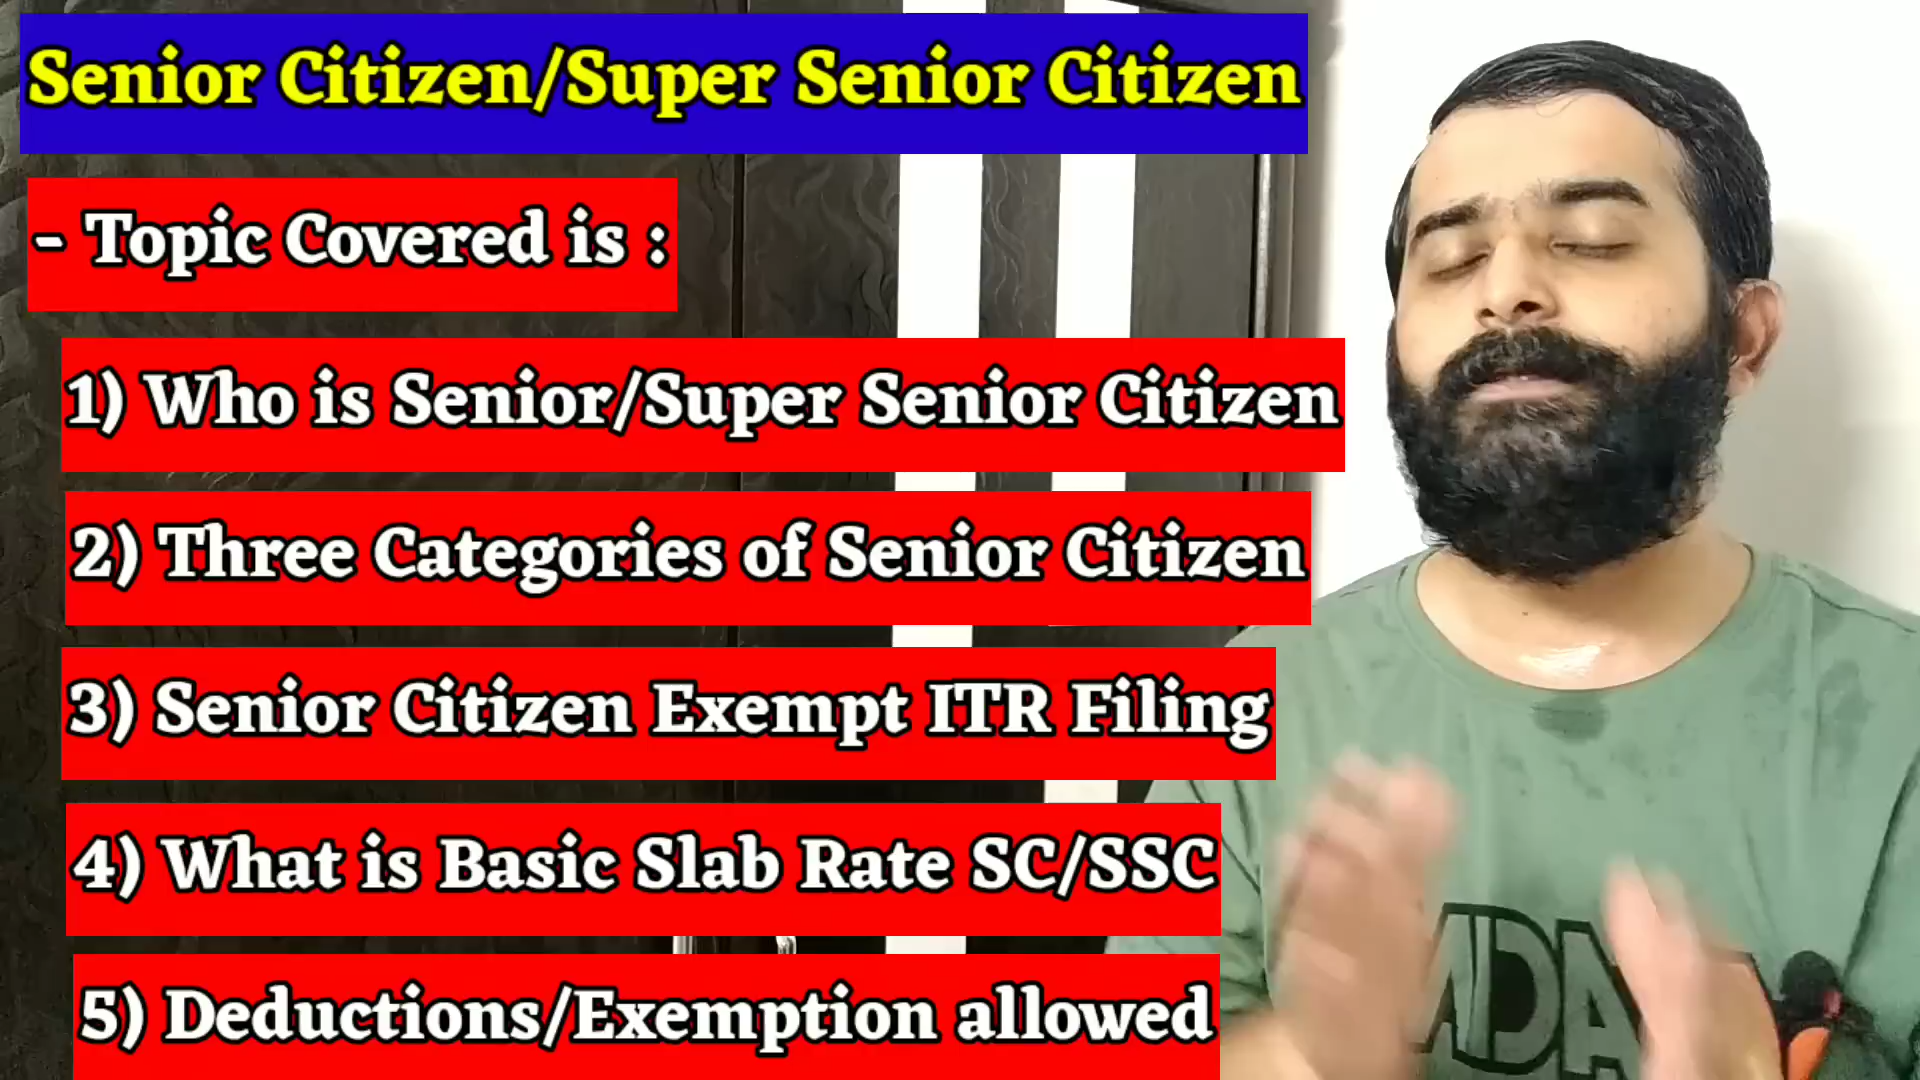 Senior Citizen/Super Senior Citizen
- Topic Covered is :
1) Who is Senior/Super Senior Citizen
2) Three Categories of Senior Citizen
3) Senior Citizen Exempt ITR Filing
4) What is Basic Slab Rate SC/SSC
5) Deductions/Exemption allowed